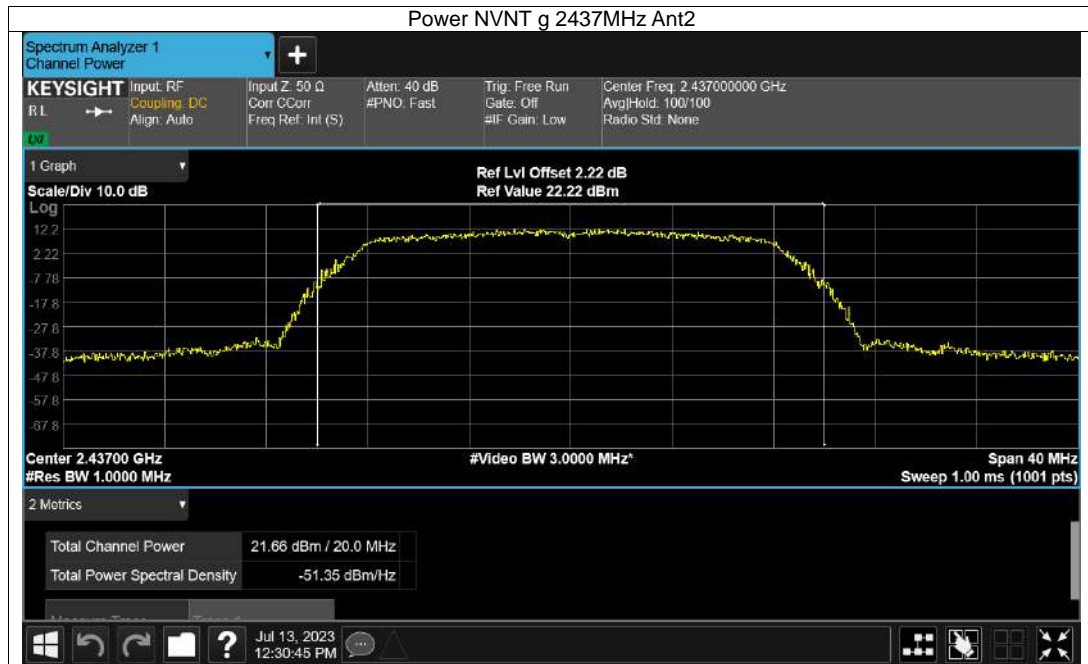 Power NVNT g 2437MHz Ant2
Spectrum Analyzer 1
Channel Power
KEYSIGHT
R L
LXI
Input: RF
Coupling: DC
Align: Auto
Input Z: 50 Ω
Corr CCorr
Freq Ref: Int (S)
Atten: 40 dB
#PNO: Fast
Trig: Free Run
Gate: Off
#IF Gain: Low
Center Freq: 2.437000000 GHz
Avg|Hold: 100/100
Radio Std: None
1 Graph
Scale/Div 10.0 dB
Ref Lvl Offset 2.22 dB
Ref Value 22.22 dBm
Log
12.2
2.22
-7.78
-17.8
-27.8
-37.8
-47.8
-57.8
-67.8
Center 2.43700 GHz
#Res BW 1.0000 MHz
#Video BW 3.0000 MHz*
Span 40 MHz
Sweep 1.00 ms (1001 pts)
2 Metrics
Total Channel Power 21.66 dBm / 20.0 MHz
Total Power Spectral Density -51.35 dBm/Hz
?
Jul 13, 2023
12:30:45 PM